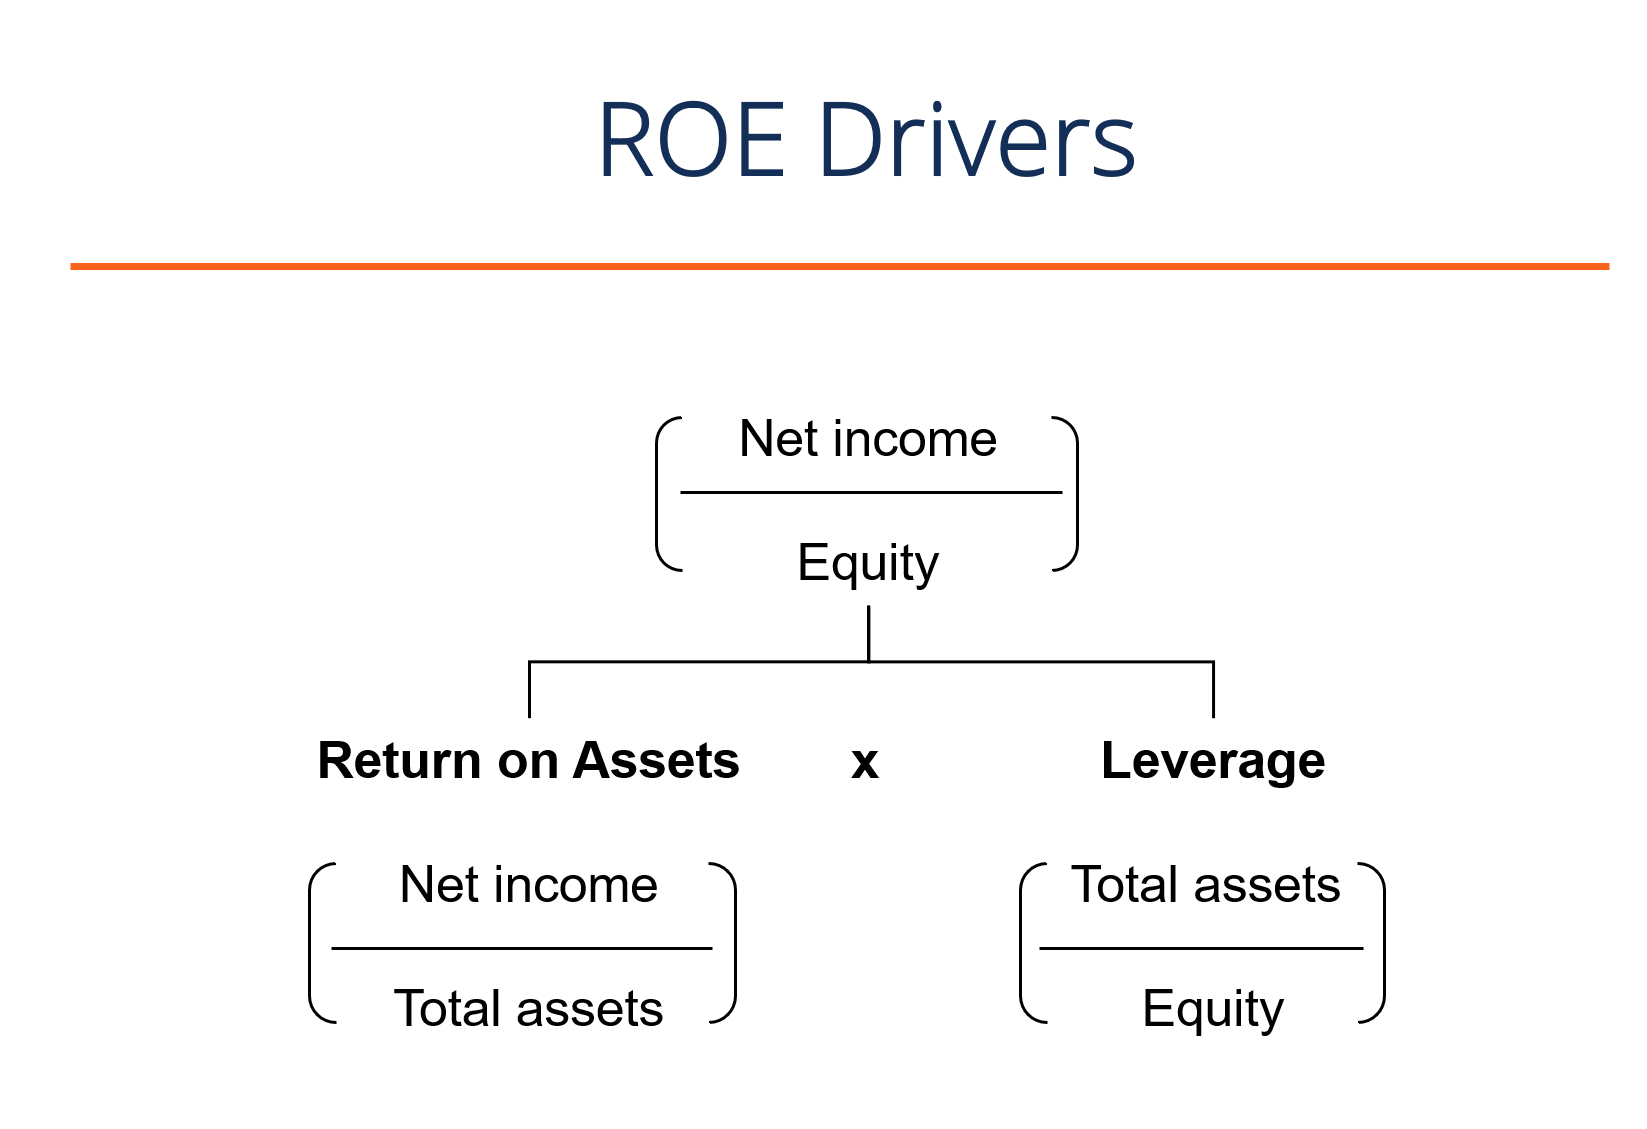 ROE Drivers
Net income
Equity
Return on Assets x Leverage
Net income
Total assets
Total assets
Equity